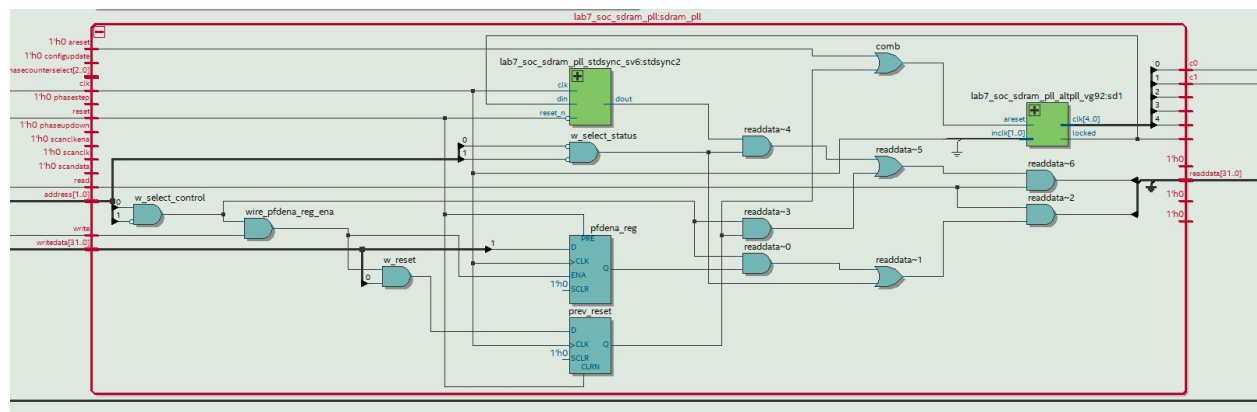 lab7_soc_sdram_pll:sdram_pll
1'h0 areset
1'h0 configupdate
hasecounterselect[2..0]
clk
1'h0 phasestep
reset
1'h0 phaseupdown
1'h0 scanclkena
1'h0 scanclk
1'h0 scandata
read
address[1..0]
write
writedata[31..0]
w_select_control
0
1
wire_pfdena_reg_ena
w_reset
0
lab7_soc_sdram_pll_stdsync_sv6:stdsync2
clk
din
reset_n
dout
w_select_status
0
1
1
pfdena_reg
PRE
D
CLK
ENA
1'h0 SCLR
Q
prev_reset
D
CLK
1'h0 SCLR
CLRN
Q
readdata~4
readdata~3
readdata~0
comb
readdata~5
readdata~1
lab7_soc_sdram_pll_altpll_vg92:sd1
areset
inclk[1..0]
clk[4..0]
locked
readdata~6
readdata~2
0
1
2
3
4
c0
c1
1'h0
readdata[31..0]
1'h0
1'h0